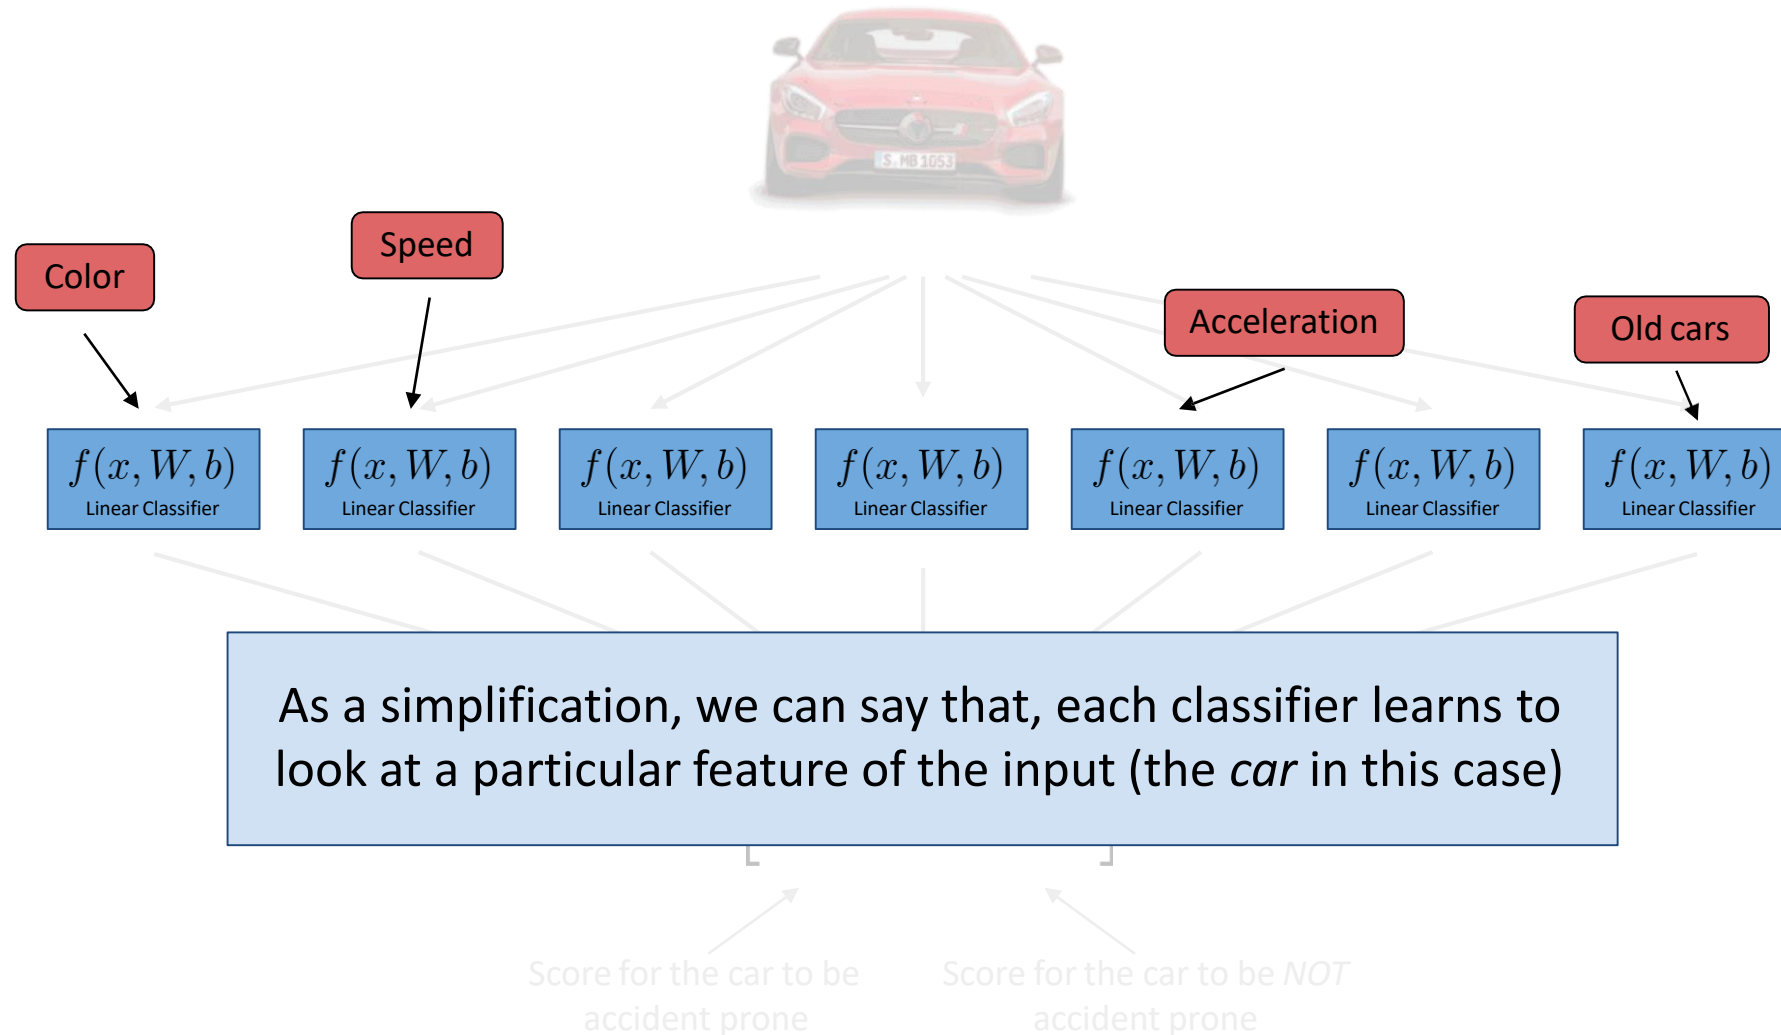 S. MB 1053
Speed
Color
Acceleration
Old cars
f(x, W, b) f(x, W, b) f(x, W, b) f(x, W, b) f(x, W, b) f(x, W, b) f(x, W, b)
Linear Classifier Linear Classifier Linear Classifier Linear Classifier Linear Classifier Linear Classifier Linear Classifier
As a simplification, we can say that, each classifier learns to
look at a particular feature of the input (the car in this case)
Score for the car to be
accident prone
Score for the car to be NOT
accident prone